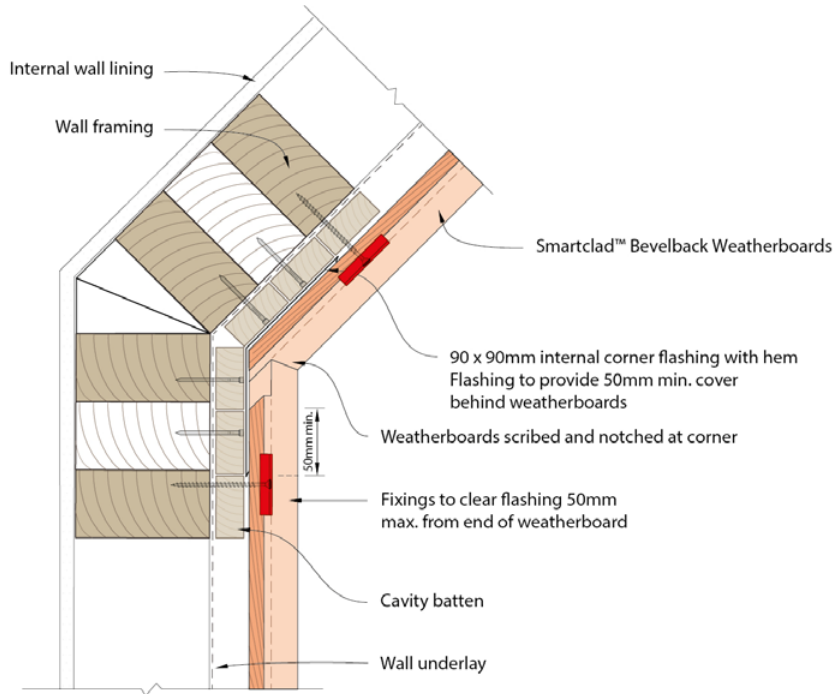 Internal wall lining
Wall framing
Smartclad™ Bevelback Weatherboards
90 x 90mm internal corner flashing with hem
Flashing to provide 50mm min. cover
behind weatherboards
50mm min.
Weatherboards scribed and notched at corner
Fixings to clear flashing 50mm
max. from end of weatherboard
Cavity batten
Wall underlay